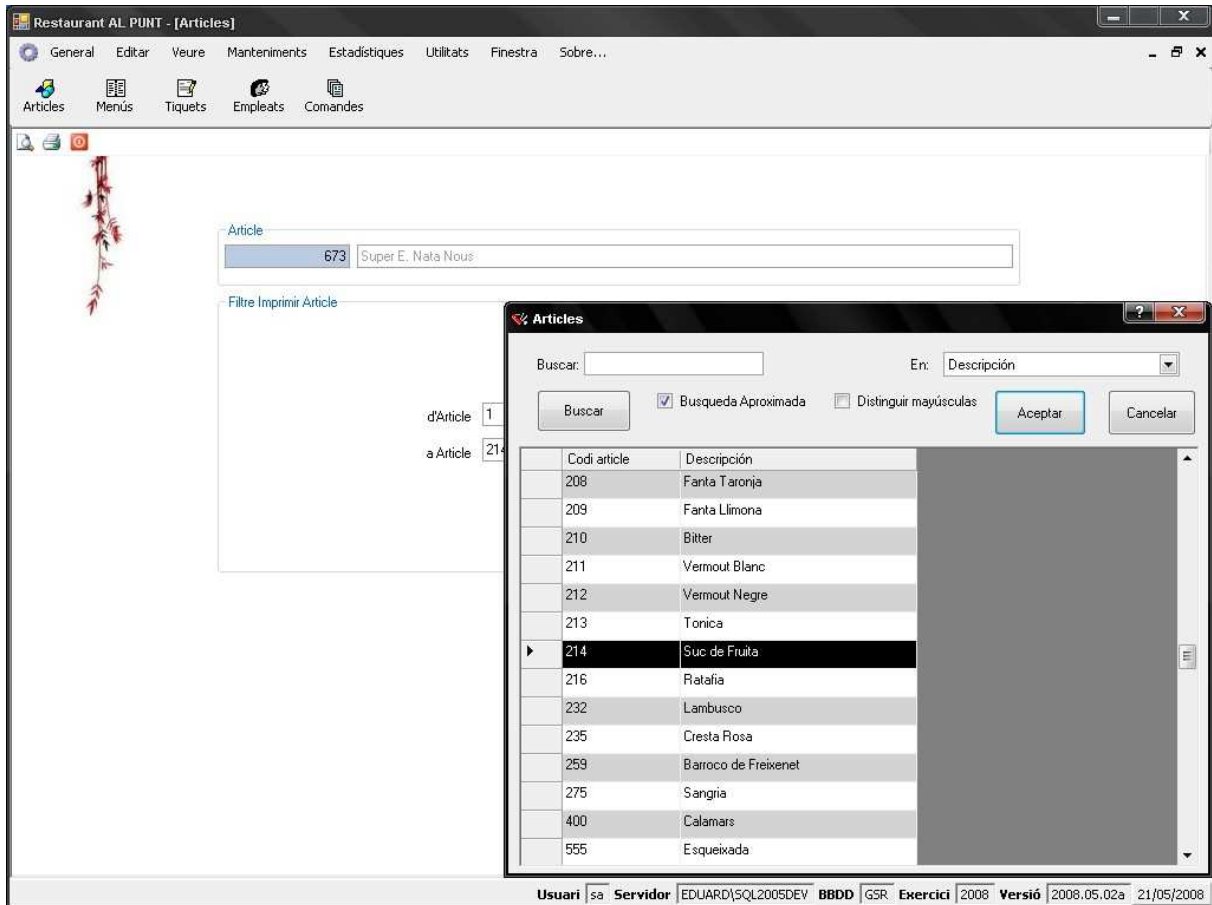 Restaurant AL PUNT - [Articles]
General Editar Veure Manteniments Estadístiques Utilitats Finestra Sobre...
Articles Menús Tiquets Empleats Comandes
Article
673 Super E. Nata Nous
Filtre Imprimir Article
d'Article 1
a Article 214
Articles
Buscar: En: Descripción
Buscar Busqueda Aproximada Distinguir mayúsculas Aceptar Cancelar
Codi article Descripción
208 Fanta Taronja
209 Fanta Llimona
210 Bitter
211 Vermout Blanc
212 Vermout Negre
213 Tonica
214 Suc de Fruita
216 Ratafia
232 Lambusco
235 Cresta Rosa
259 Barroco de Freixenet
275 Sangria
400 Calamars
555 Esqueixada
Usuari sa Servidor EDUARD\SQL2005DEV BBDD GSR Exercici 2008 Versió 2008.05.02a 21/05/2008